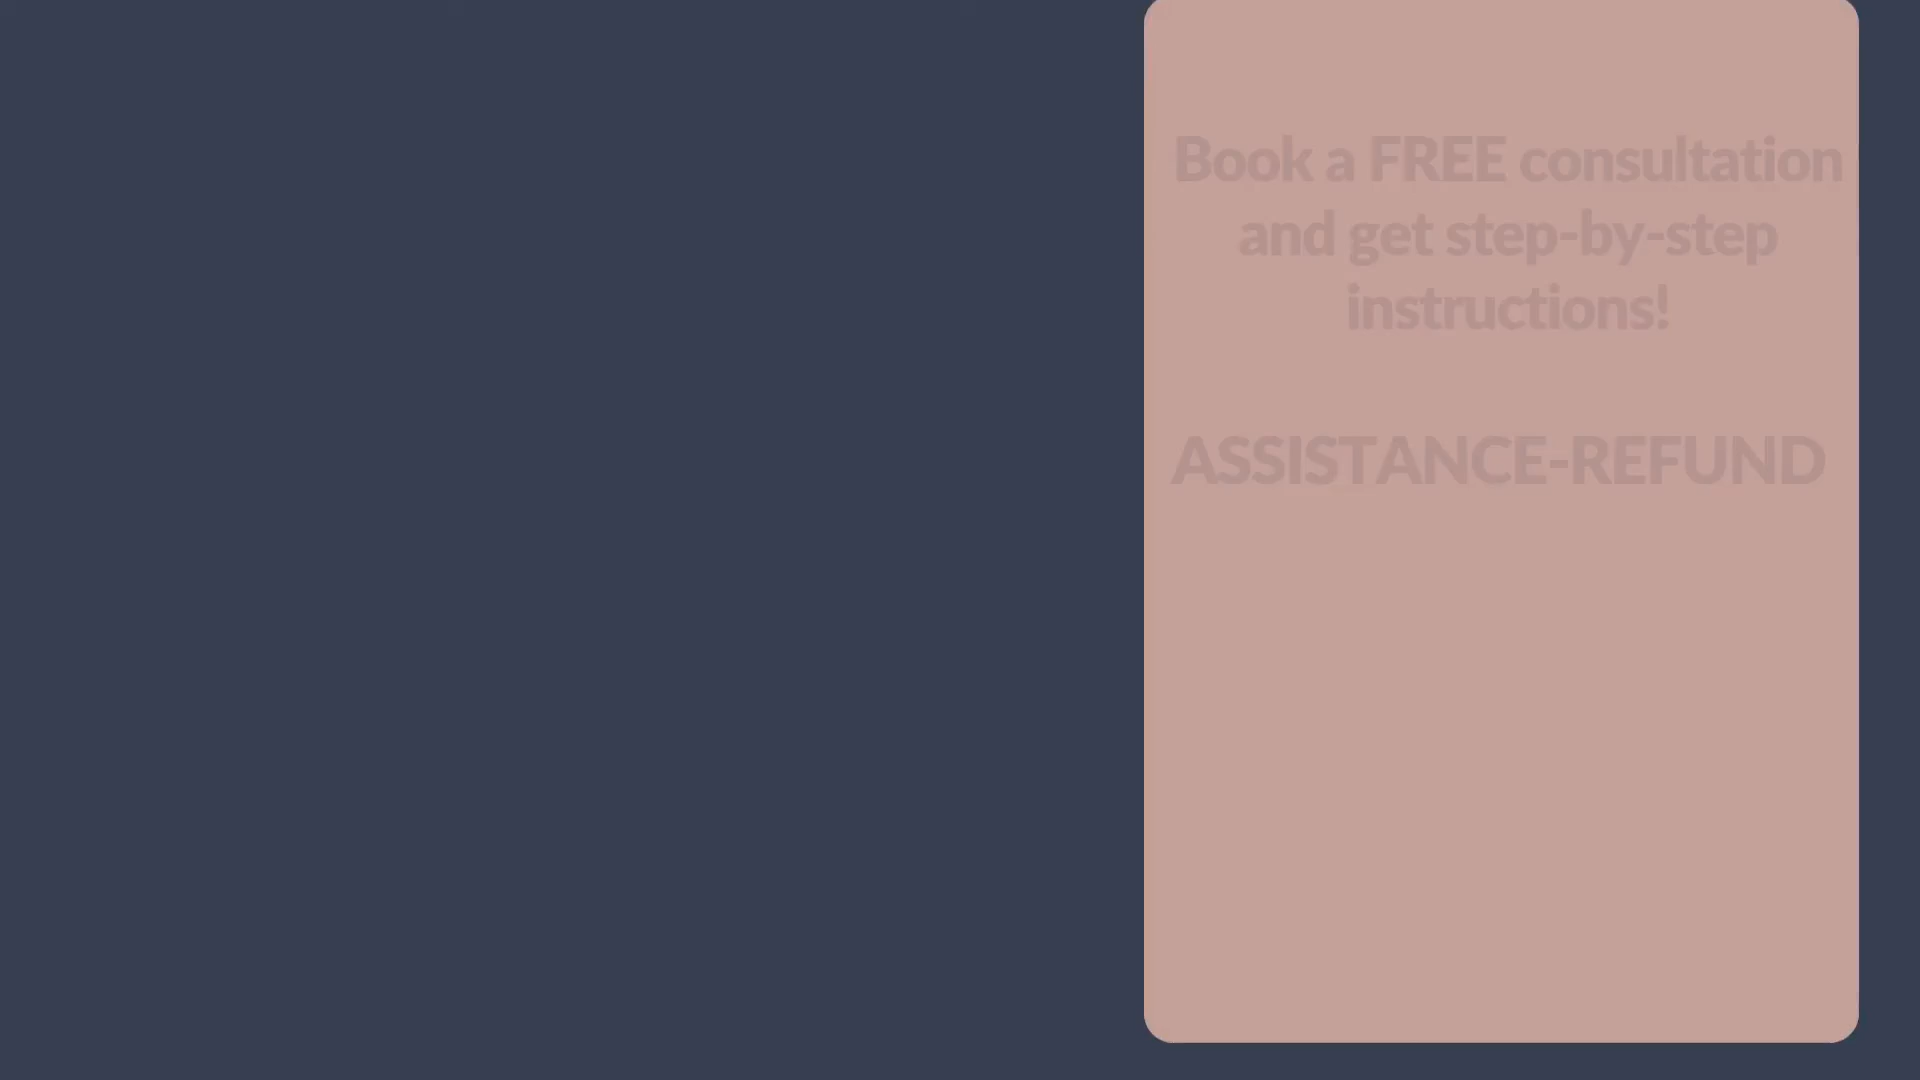 Book a FREE consultation
and get step-by-step
instructions!
ASSISTANCE-REFUND